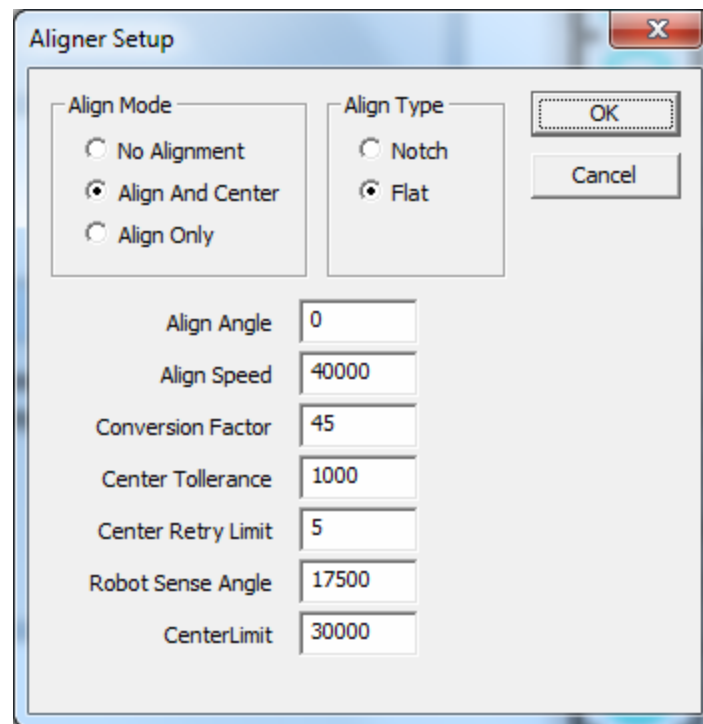 Aligner Setup
Align Mode
No Alignment
Align And Center
Align Only
Align Type
Notch
Flat
OK
Cancel
Align Angle 0
Align Speed 40000
Conversion Factor 45
Center Tollerance 1000
Center Retry Limit 5
Robot Sense Angle 17500
CenterLimit 30000